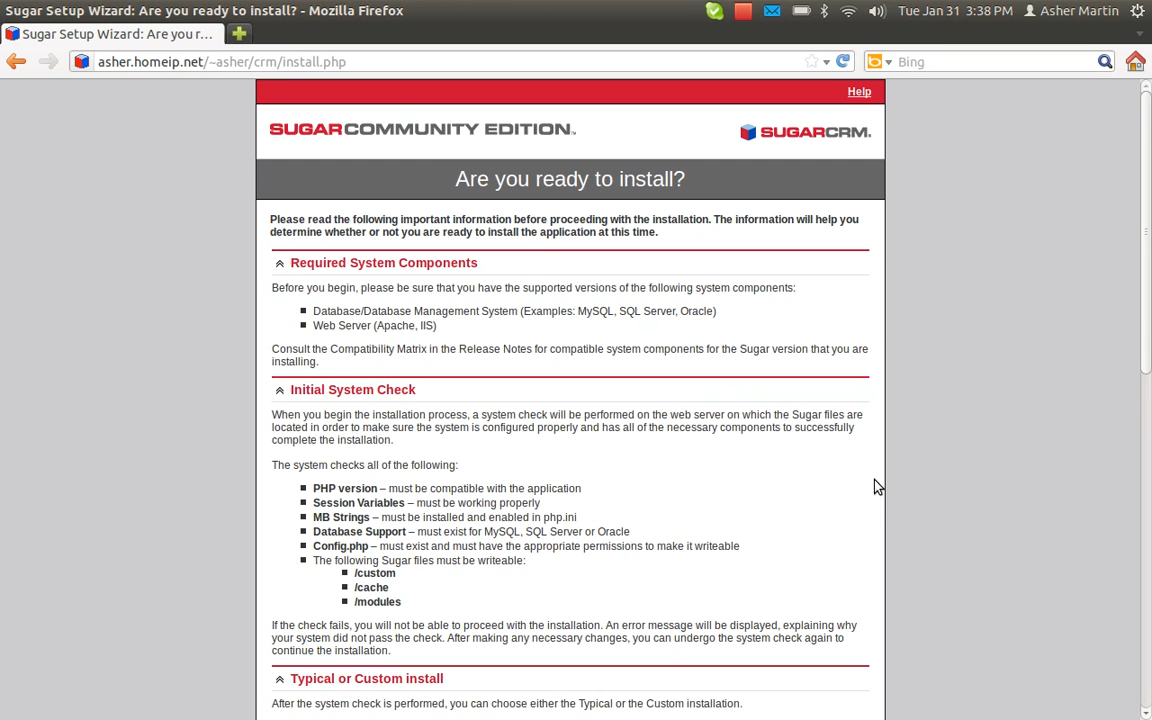 Sugar Setup Wizard: Are you ready to install? - Mozilla Firefox
Tue Jan 31 3:38 PM
Asher Martin
Sugar Setup Wizard: Are you r...
asher.homeip.net/~asher/crm/install.php
Bing
Help
SUGARCOMMUNITY EDITION™
SUGARCRM.
Are you ready to install?
Please read the following important information before proceeding with the installation. The information will help you
determine whether or not you are ready to install the application at this time.
Required System Components
Before you begin, please be sure that you have the supported versions of the following system components:
Database/Database Management System (Examples: MySQL, SQL Server, Oracle)
Web Server (Apache, IIS)
Consult the Compatibility Matrix in the Release Notes for compatible system components for the Sugar version that you are
installing.
Initial System Check
When you begin the installation process, a system check will be performed on the web server on which the Sugar files are
located in order to make sure the system is configured properly and has all of the necessary components to successfully
complete the installation.
The system checks all of the following:
PHP version – must be compatible with the application
Session Variables – must be working properly
MB Strings – must be installed and enabled in php.ini
Database Support – must exist for MySQL, SQL Server or Oracle
Config.php – must exist and must have the appropriate permissions to make it writeable
The following Sugar files must be writeable:
/custom
/cache
/modules
If the check fails, you will not be able to proceed with the installation. An error message will be displayed, explaining why
your system did not pass the check. After making any necessary changes, you can undergo the system check again to
continue the installation.
Typical or Custom install
After the system check is performed, you can choose either the Typical or the Custom installation.